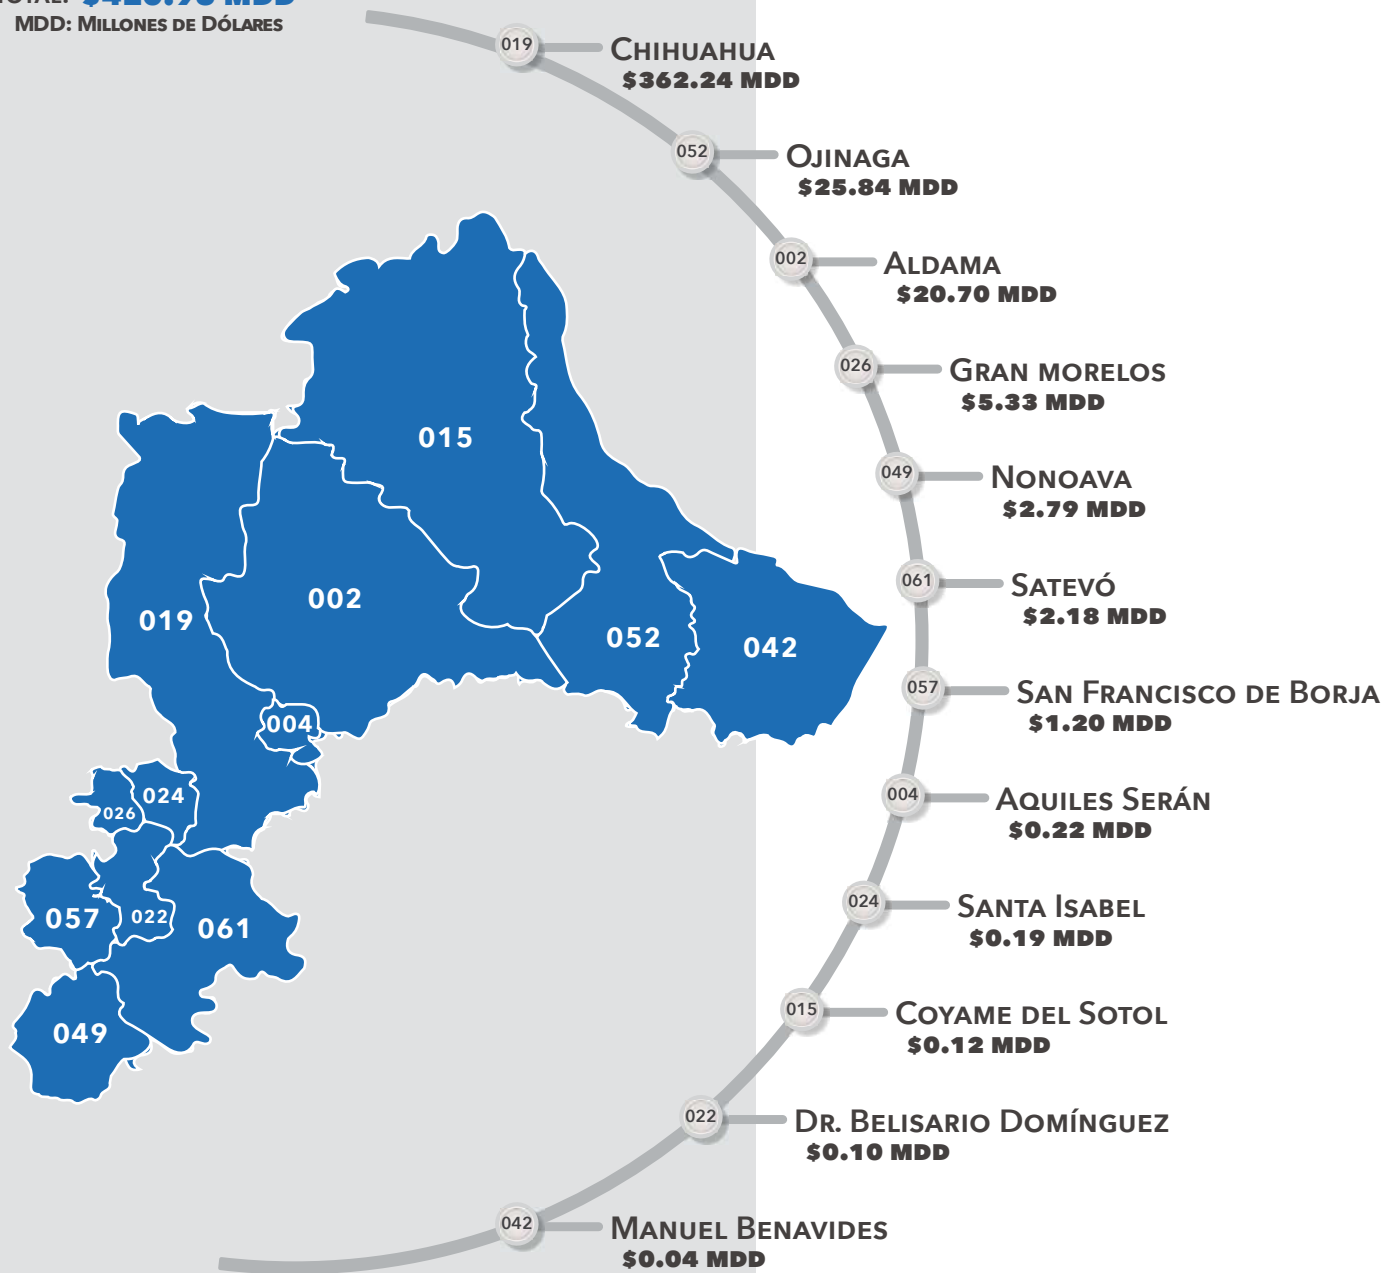 MDD: Millones de Dólares
019 Chihuahua
$362.24 MDD
052 Ojinaga
$25.84 MDD
002 Aldama
$20.70 MDD
026 Gran morelos
$5.33 MDD
049 Nonoava
$2.79 MDD
061 Satevó
$2.18 MDD
057 San Francisco de Borja
$1.20 MDD
004 Aquiles Serán
$0.22 MDD
024 Santa Isabel
$0.19 MDD
015 Coyame del Sotol
$0.12 MDD
022 Dr. Belisario Domínguez
$0.10 MDD
042 Manuel Benavides
$0.04 MDD
015
002
019
052
042
004
024
026
057
022
061
049